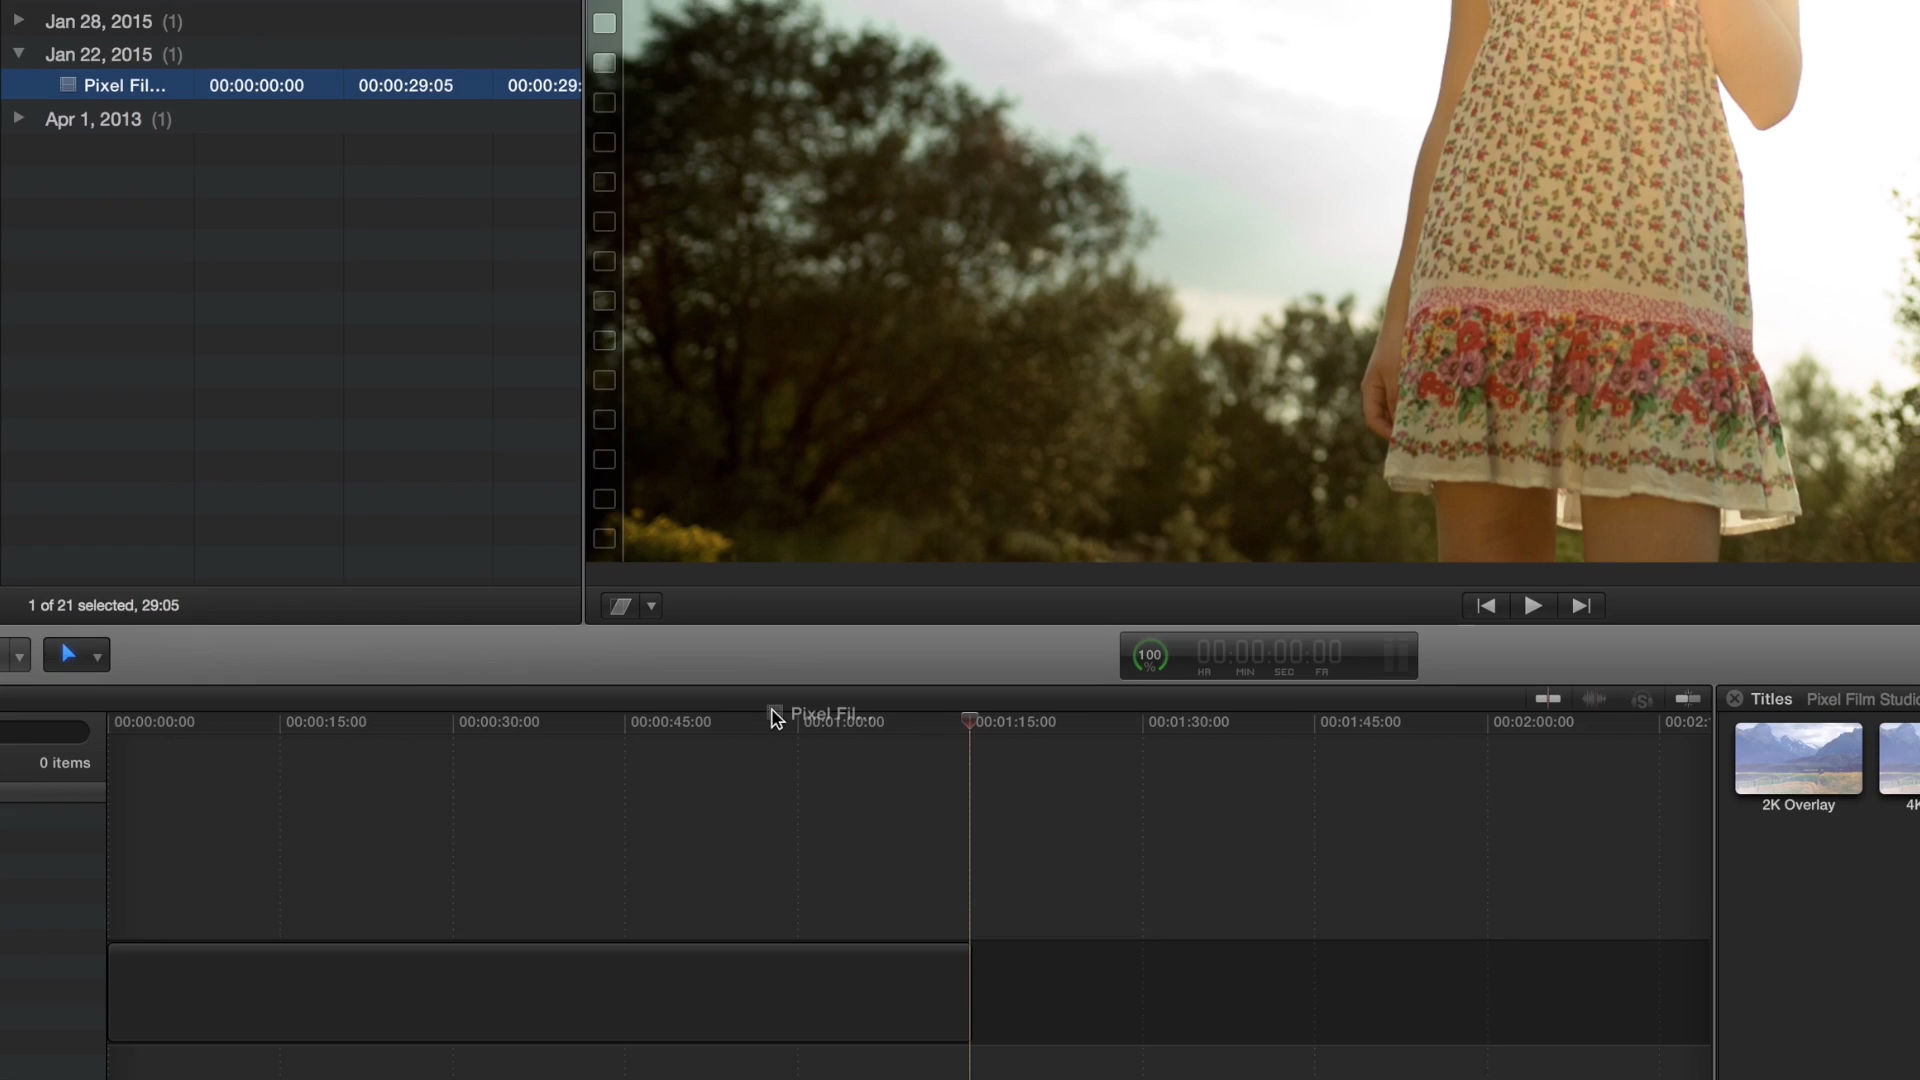 Jan 28, 2015 (1)
Jan 22, 2015 (1)
Pixel Fil... 00:00:00:00 00:00:29:05 00:00:29:
Apr 1, 2013 (1)
1 of 21 selected, 29:05
100 % 00:00:00:00
HR MIN SEC FR
Titles Pixel Film Studio
Pixel Fil...
00:00:00:00 00:00:15:00 00:00:30:00 00:00:45:00 00:01:00:00 00:01:15:00 00:01:30:00 00:01:45:00 00:02:00:00 00:02:
0 items
2K Overlay 4K